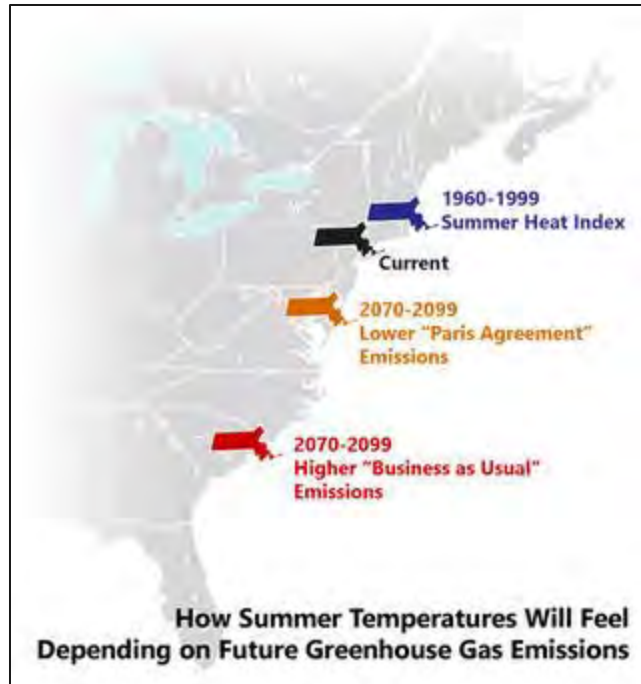 1960-1999
Summer Heat Index
Current
2070-2099
Lower “Paris Agreement”
Emissions
2070-2099
Higher “Business as Usual”
Emissions
How Summer Temperatures Will Feel
Depending on Future Greenhouse Gas Emissions